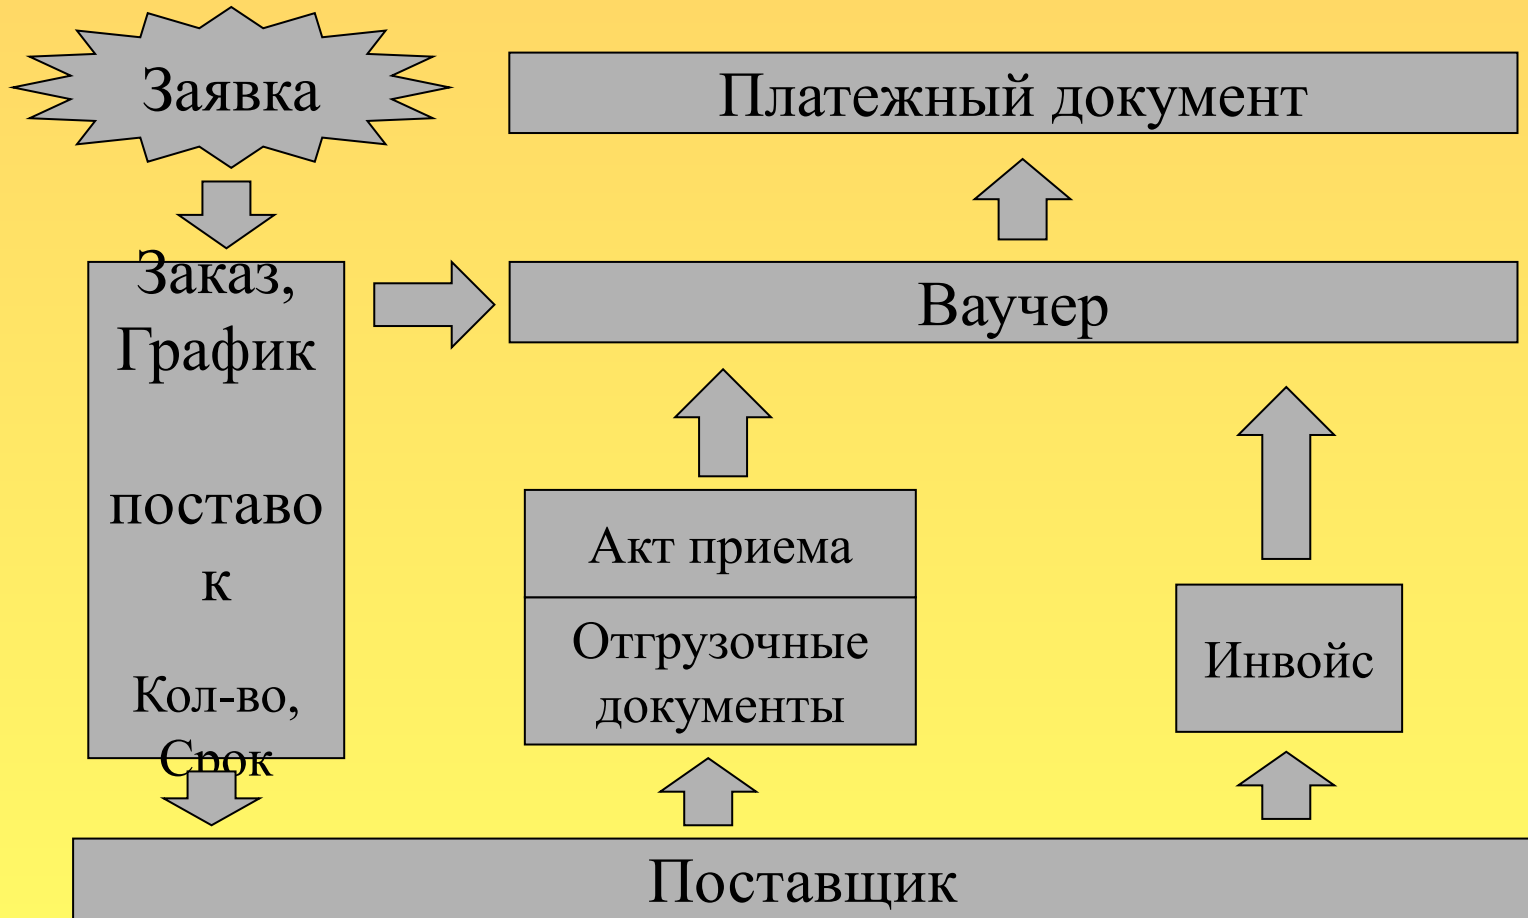 Заявка
Платежный документ
Заказ,
График
поставо
к
Кол-во,
Срок
Ваучер
Акт приема
Отгрузочные
документы
Инвойс
Поставщик